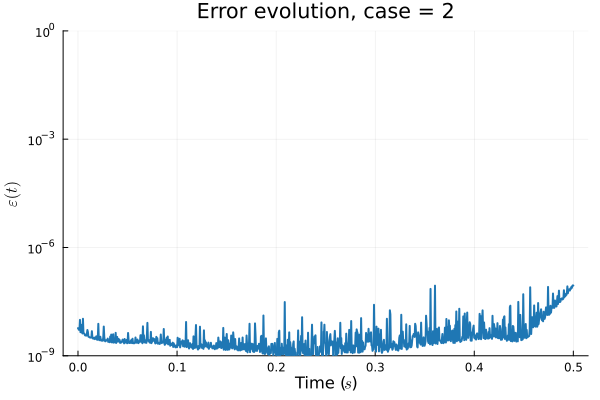 Error evolution, case = 2
10⁰
10⁻³
10⁻⁶
10⁻⁹
ε(t)
0.0 0.1 0.2 0.3 0.4 0.5
Time (s)